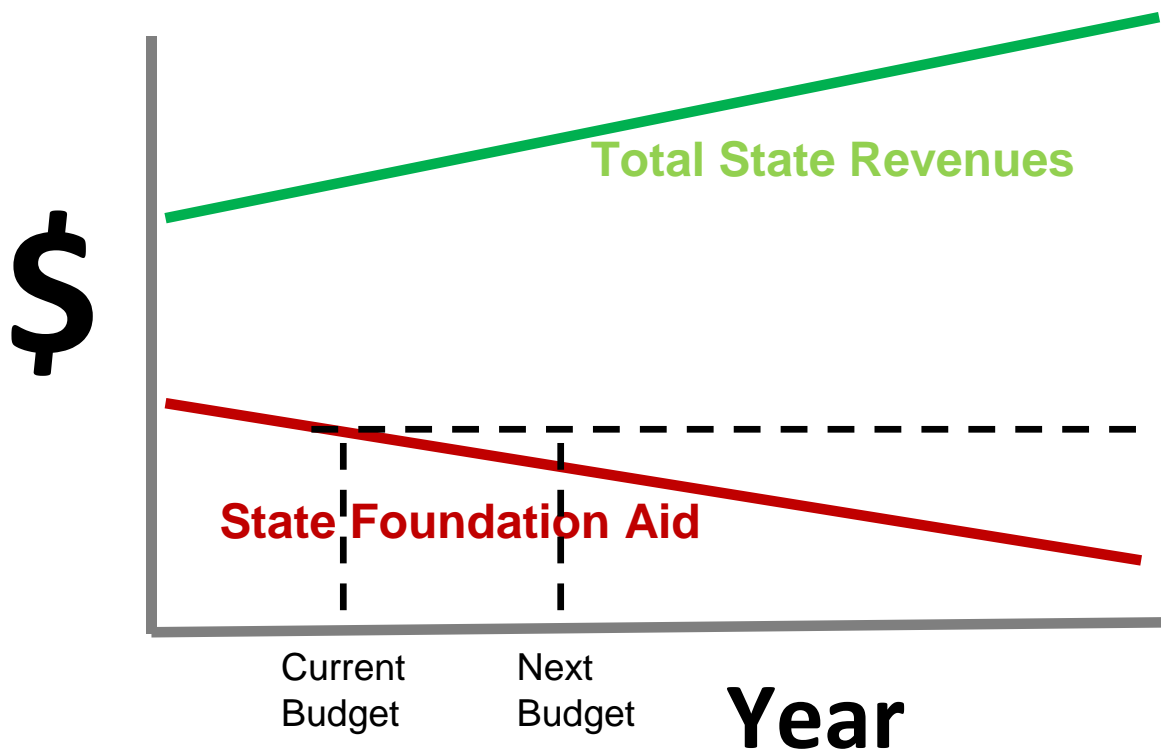 Total State Revenues
$
State Foundation Aid
Current
Budget
Next
Budget
Year